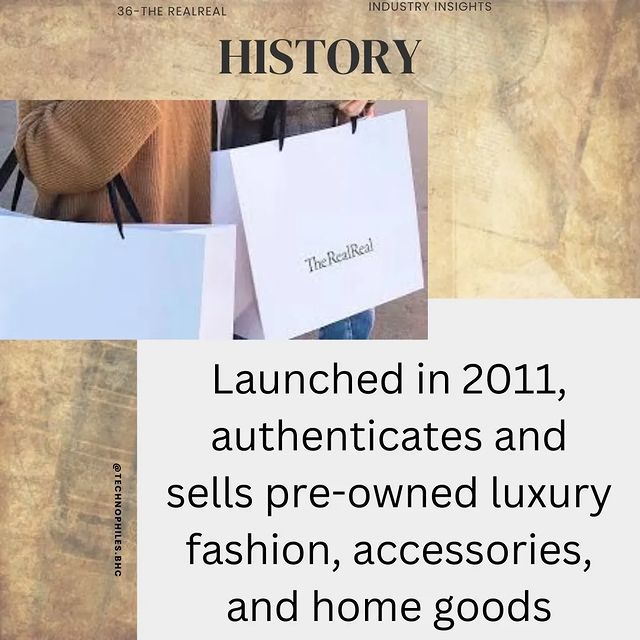 36-THE REALREAL
INDUSTRY INSIGHTS
HISTORY
TheRealReal
Launched in 2011,
authenticates and
sells pre-owned luxury
fashion, accessories,
and home goods
@TECHNOPHILES.BHC